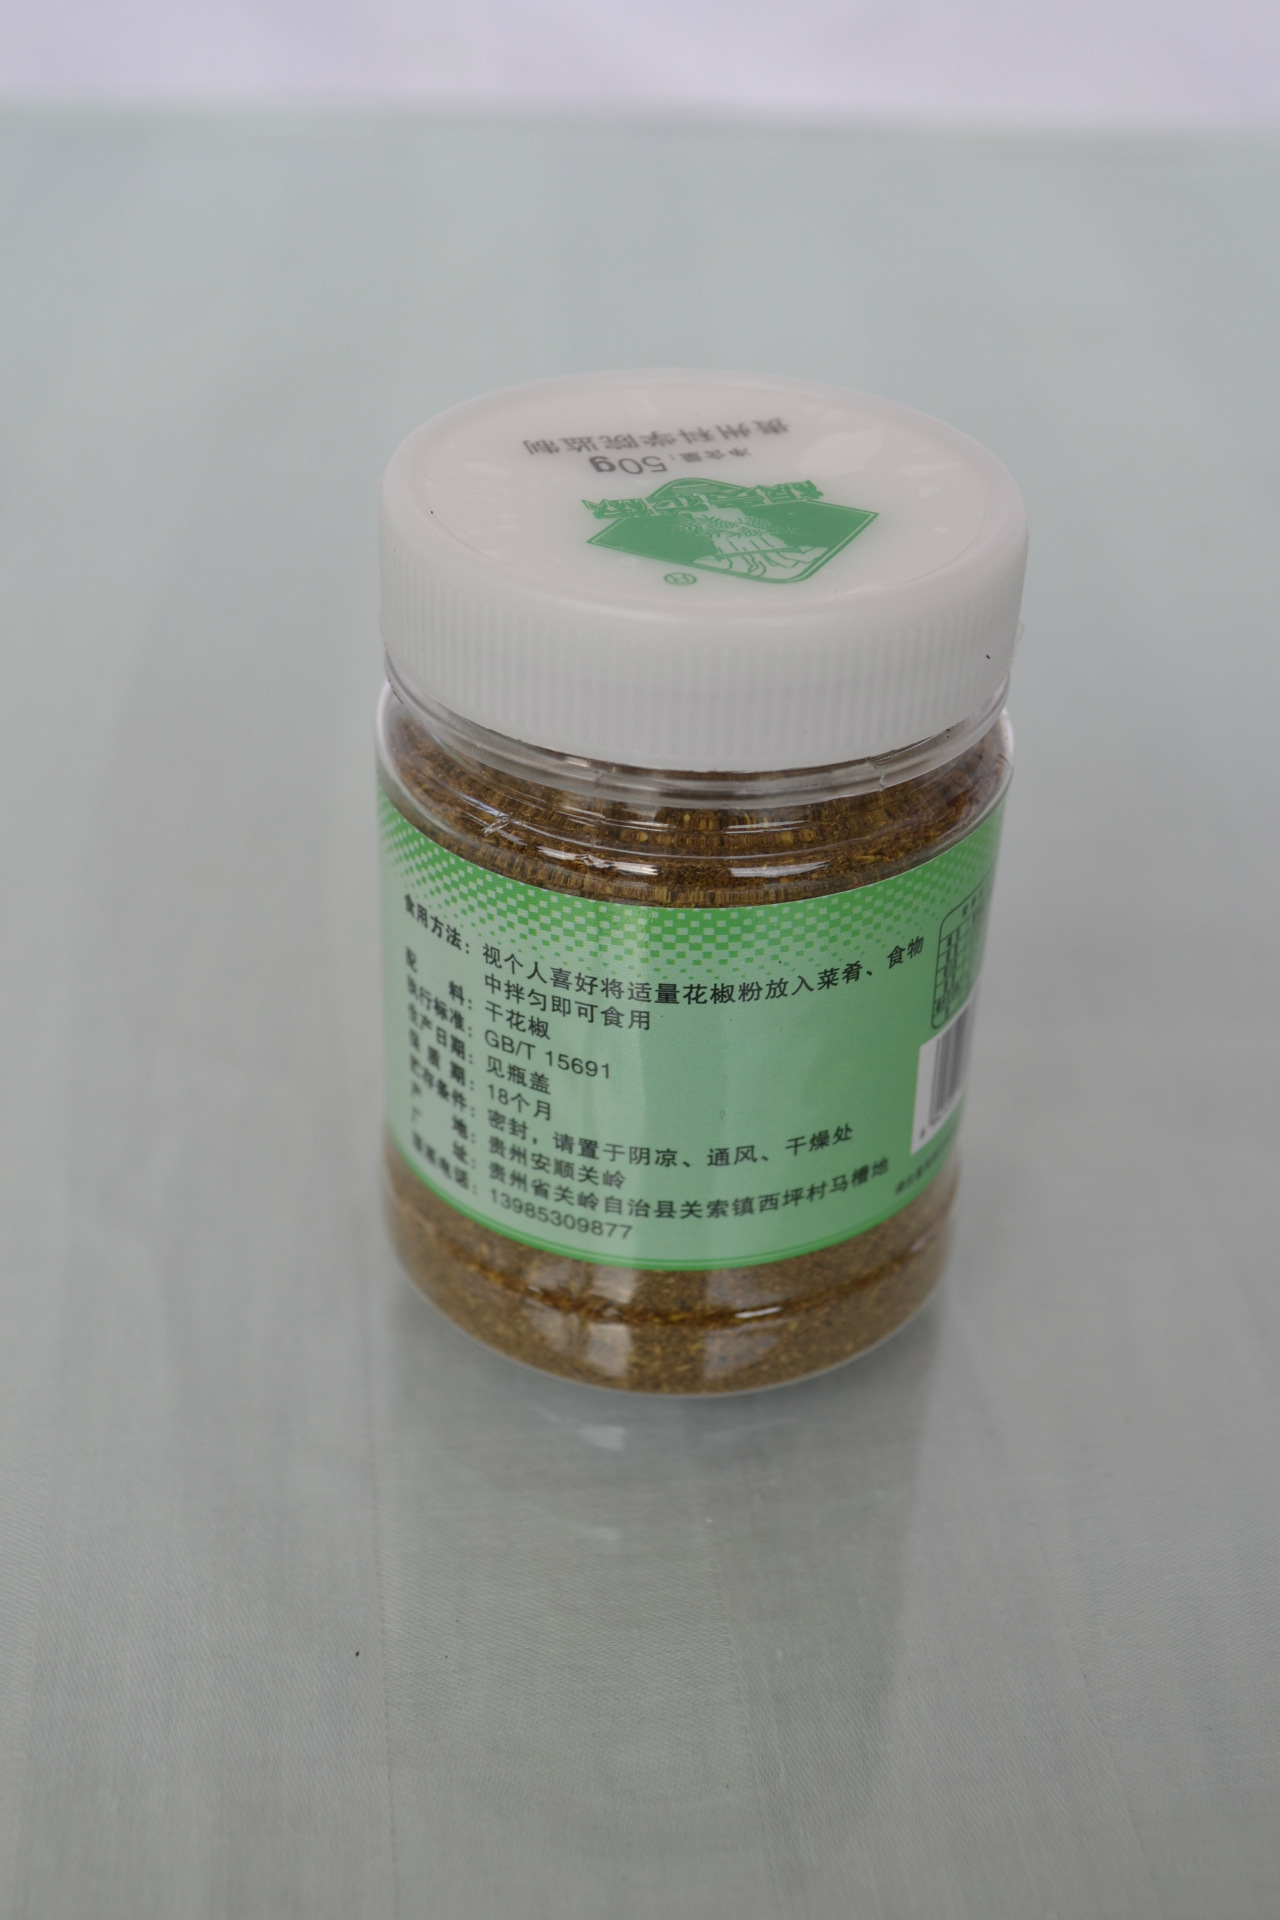 贵州科学院监制
净含量：50g
®
食用方法：视个人喜好将适量花椒粉放入菜肴、食物
中拌匀即可食用
配料：干花椒
执行标准：GB/T 15691
生产日期：见瓶盖
保质期：18个月
贮存条件：密封，请置于阴凉、通风、干燥处
产地：贵州安顺关岭
厂址：贵州省关岭自治县关索镇西坪村马槽地
13985309877